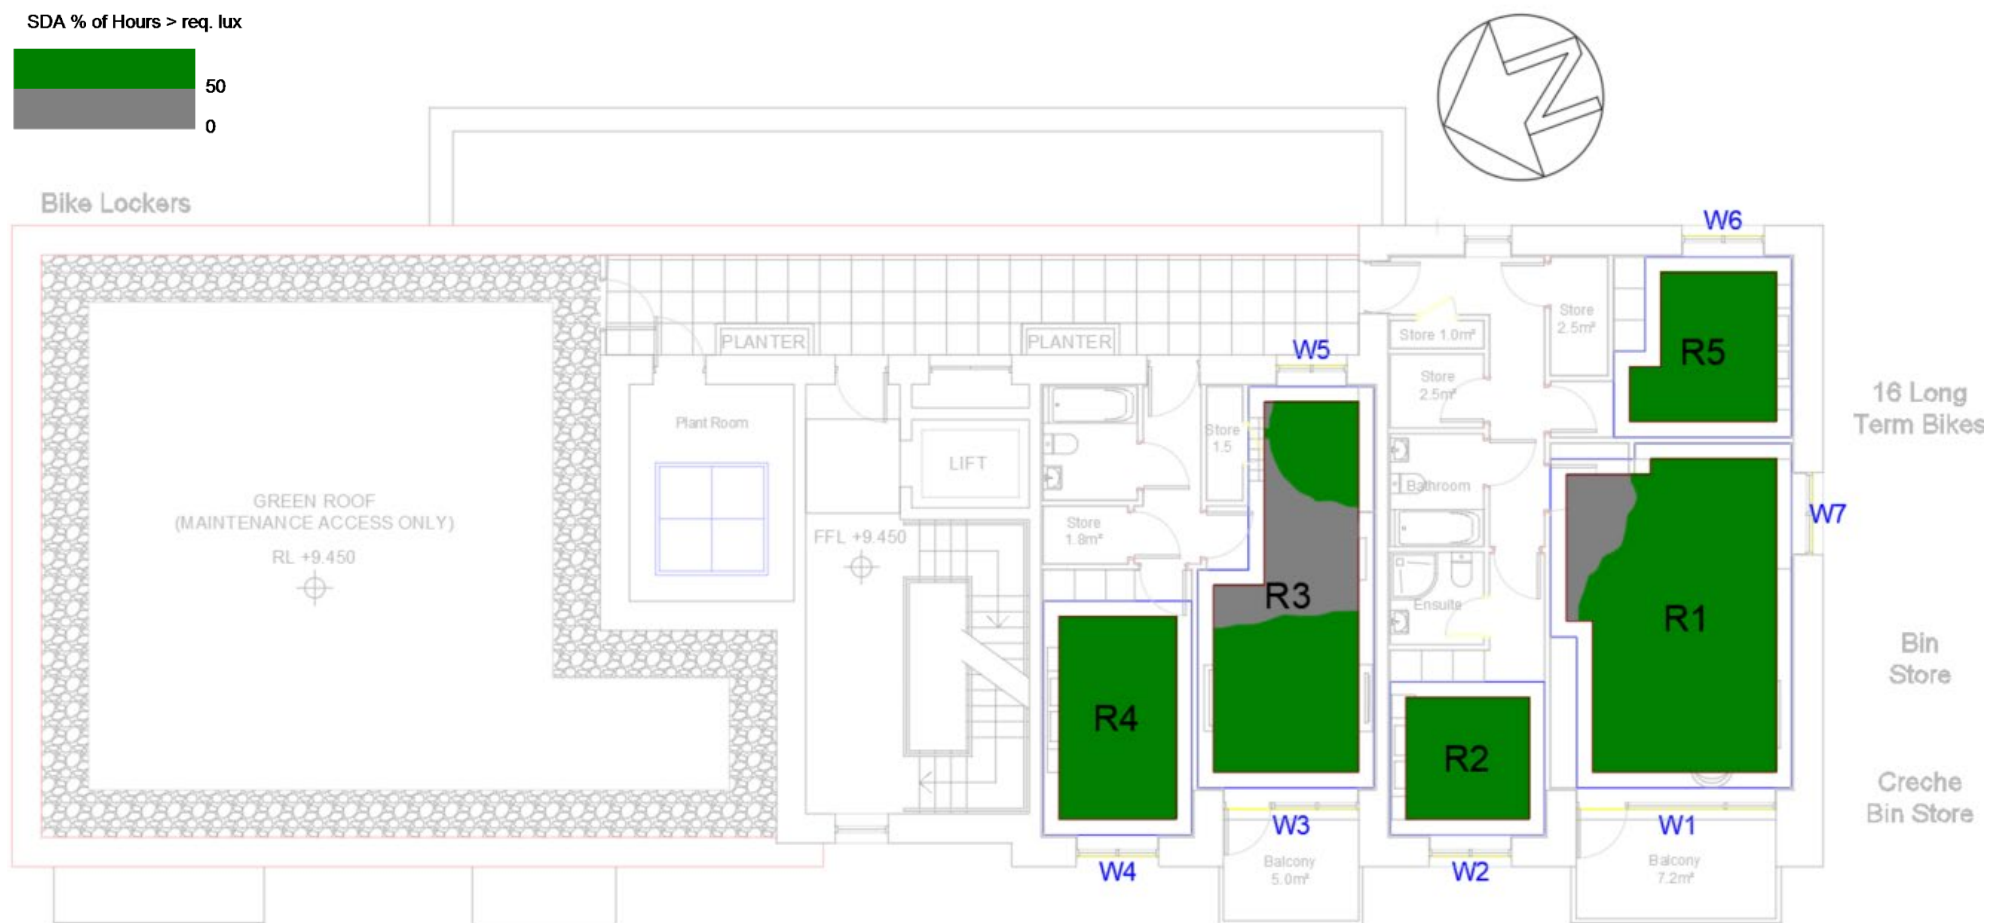 SDA % of Hours > req. lux
50
0
Bike Lockers
W6
Store
2.5m²
Store 1.0m²
PLANTER
PLANTER
W5
R5
Store
2.5m²
16 Long
Term Bikes
Plant Room
Store
1.5
LIFT
Bathroom
GREEN ROOF
(MAINTENANCE ACCESS ONLY)
RL +9.450
W7
Store
1.8m²
FFL +9.450
R3
Ensuite
R1
Bin
Store
R4
R2
Creche
Bin Store
W3
W1
W4
W2
Balcony
5.0m²
Balcony
7.2m²